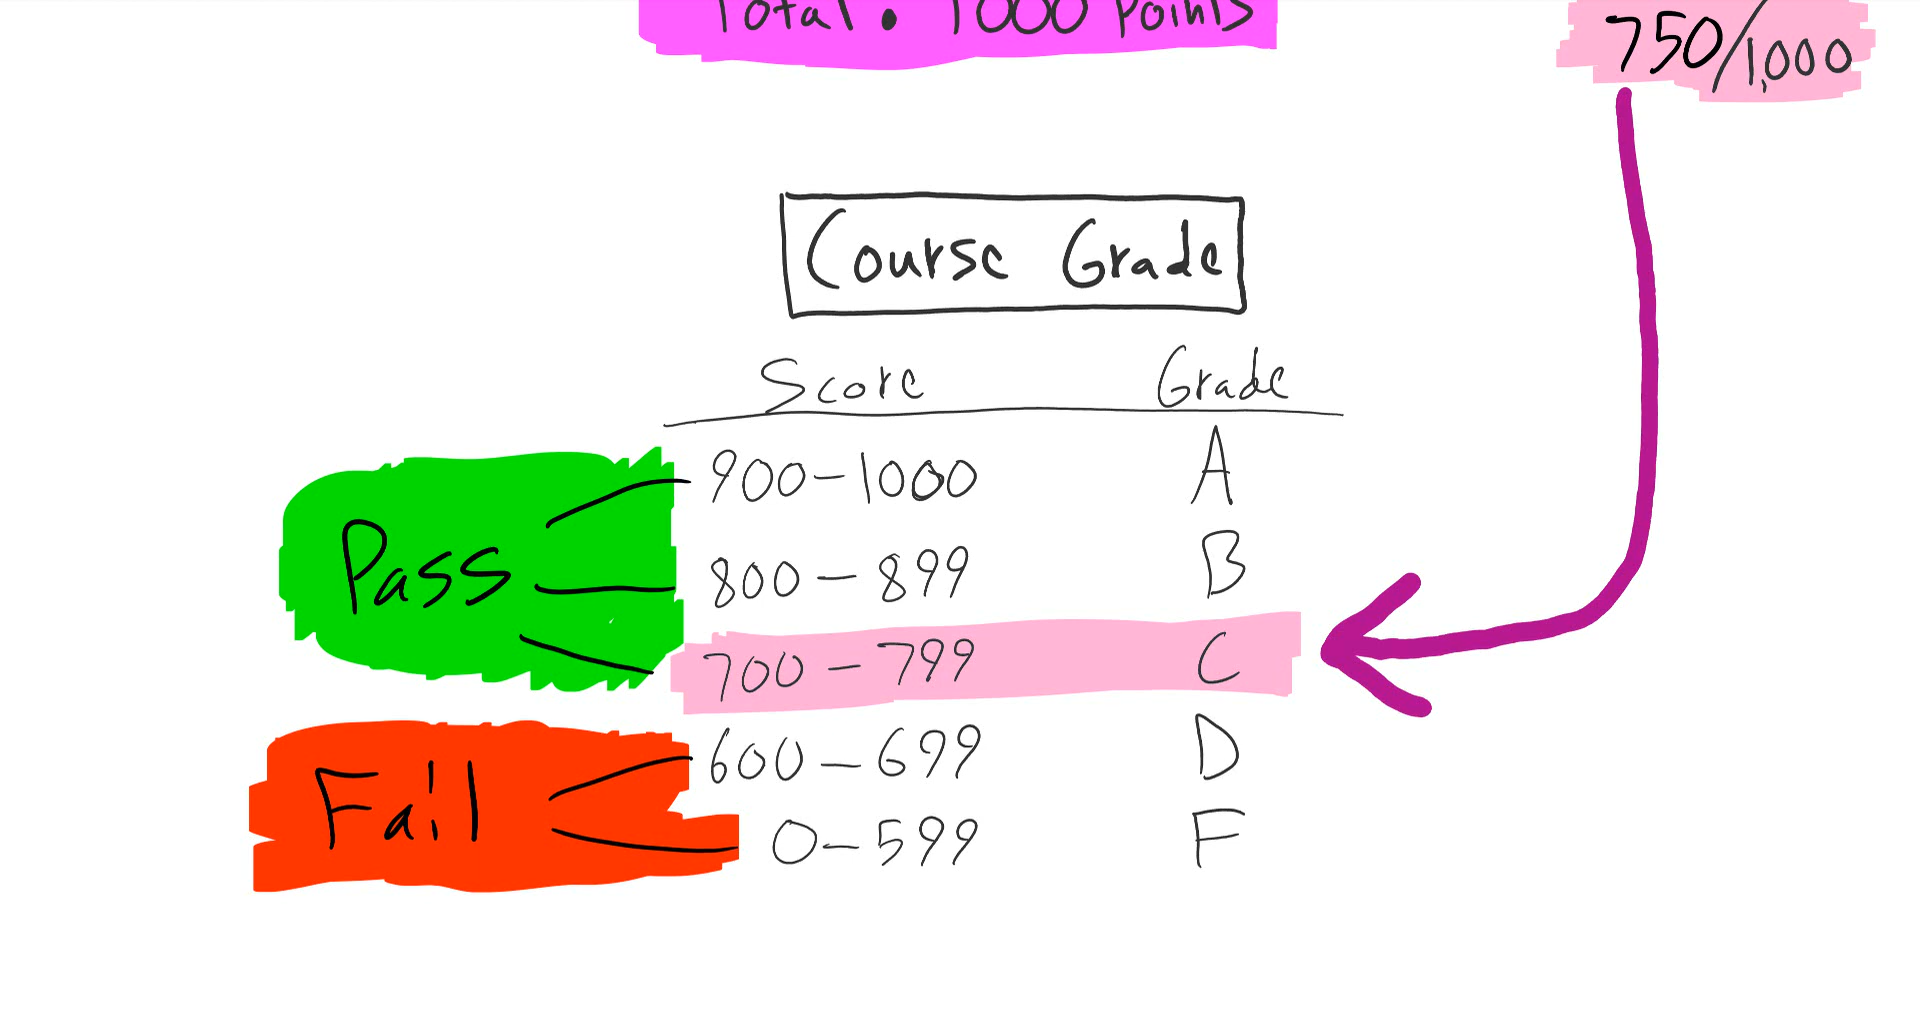 Total: 1000 Points
750/1,000
Course Grade
Score Grade
900-1000 A
Pass
800-899 B
700-799 C
600-699 D
Fail
0-599 F